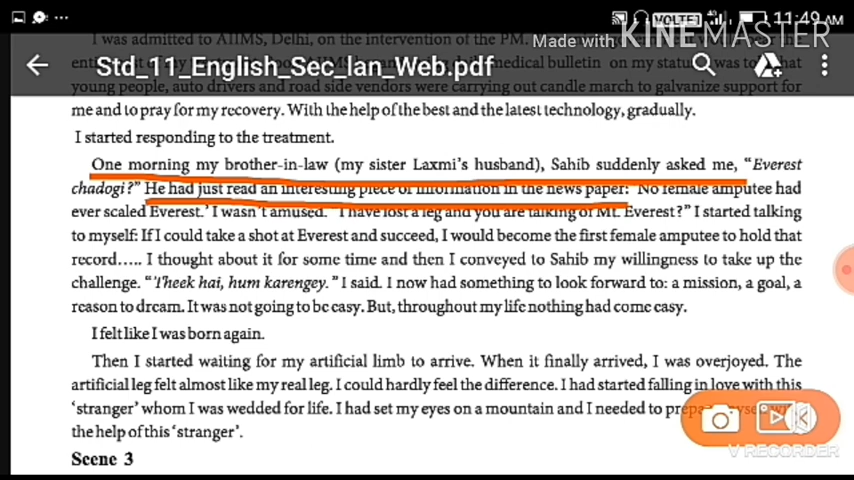 VOLTE 4G 11:49 AM
Made with KINEMASTER
Std_11_English_Sec_lan_Web.pdf
I was admitted to AIIMS, Delhi, on the intervention of the PM.
medical bulletin on my status was to
young people, auto drivers and road side vendors were carrying out candle march to galvanize support for
me and to pray for my recovery. With the help of the best and the latest technology, gradually.
I started responding to the treatment.
One morning my brother-in-law (my sister Laxmi's husband), Sahib suddenly asked me, "Everest
chadogi?" He had just read an interesting piece of information in the news paper: 'No female amputee had
ever scaled Everest.' I wasn't amused. "I have lost a leg and you are talking of Mt. Everest?" I started talking
to myself: If I could take a shot at Everest and succeed, I would become the first female amputee to hold that
record..... I thought about it for some time and then I conveyed to Sahib my willingness to take up the
challenge. "Theek hai, hum karengey." I said. I now had something to look forward to: a mission, a goal, a
reason to dream. It was not going to be easy. But, throughout my life nothing had come easy.
I felt like I was born again.
Then I started waiting for my artificial limb to arrive. When it finally arrived, I was overjoyed. The
artificial leg felt almost like my real leg. I could hardly feel the difference. I had started falling in love with this
'stranger' whom I was wedded for life. I had set my eyes on a mountain and I needed to
the help of this 'stranger'.
Scene 3
V RECORDER